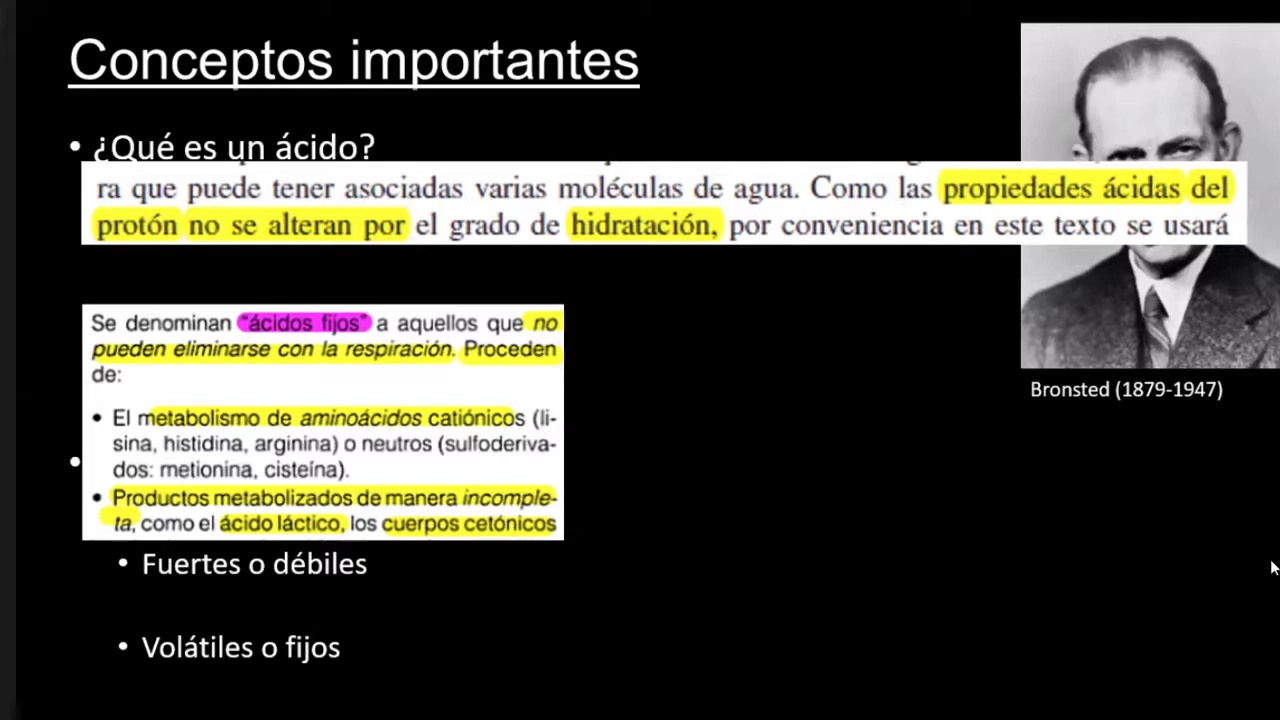 Conceptos importantes
• ¿Qué es un ácido?
ra que puede tener asociadas varias moléculas de agua. Como las propiedades ácidas del
protón no se alteran por el grado de hidratación, por conveniencia en este texto se usará
Bronsted (1879-1947)
Se denominan "ácidos fijos" a aquellos que no
pueden eliminarse con la respiración. Proceden
de:
• El metabolismo de aminoácidos catiónicos (li-
sina, histidina, arginina) o neutros (sulfoderiva-
dos: metionina, cisteína).
• Productos metabolizados de manera incomple-
ta, como el ácido láctico, los cuerpos cetónicos
• Fuertes o débiles
• Volátiles o fijos